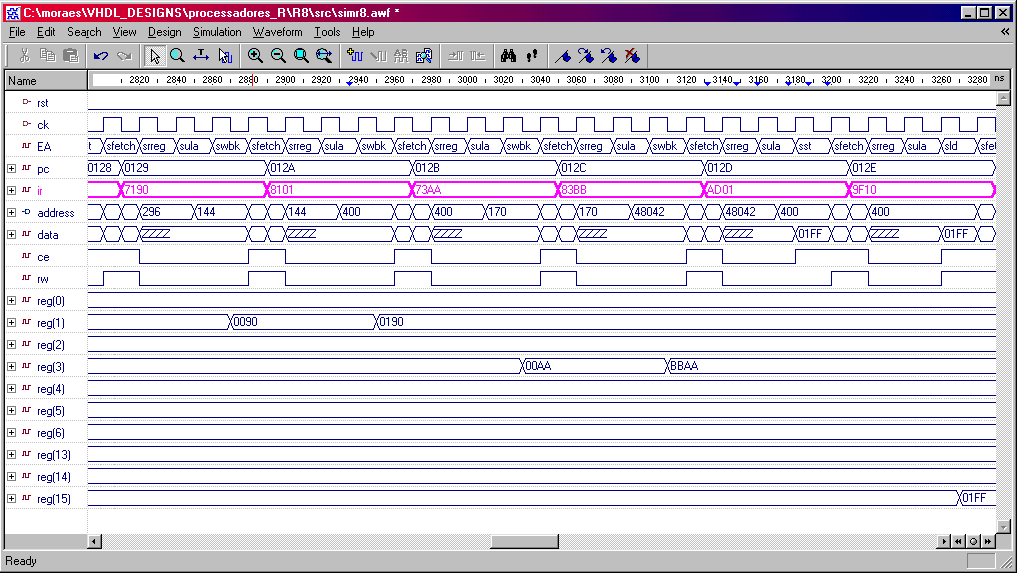 C:\moraes\VHDL_DESIGNS\processadores_R\R8\src\simr8.awf *
File Edit Search View Design Simulation Waveform Tools Help
Name 2820 2840 2860 2880 2900 2920 2940 2960 2980 3000 3020 3040 3060 3080 3100 3120 3140 3160 3180 3200 3220 3240 3260 3280 ns
rst
ck
EA t sfetch srreg sula swbk sfetch srreg sula swbk sfetch srreg sula swbk sfetch srreg sula swbk sfetch srreg sula sst sfetch srreg sula sld sfe
pc 0128 0129 012A 012B 012C 012D 012E
ir 7190 8101 73AA 83BB AD01 9F10
address 296 144 144 400 400 170 170 48042 48042 400 400
data ZZZZ ZZZZ ZZZZ ZZZZ ZZZZ 01FF ZZZZ 01FF
ce
rw
reg(0)
reg(1) 0090 0190
reg(2)
reg(3) 00AA BBAA
reg(4)
reg(5)
reg(6)
reg(13)
reg(14)
reg(15) 01FF
Ready